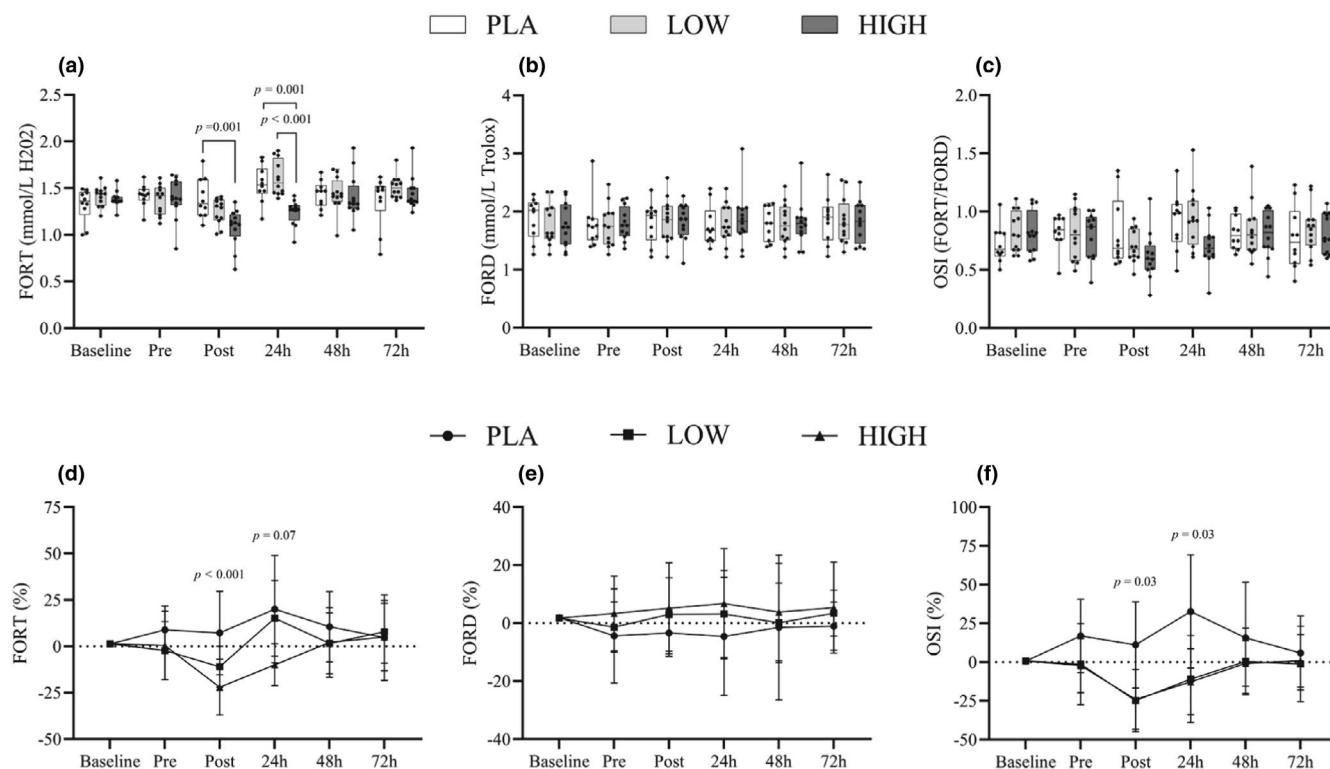 PLA LOW HIGH
(a)
FORT (mmol/L H202)
2.5
2.0
1.5
1.0
0.5
0.0
p =0.001
p = 0.001
p < 0.001
Baseline Pre Post 24h 48h 72h
(b)
FORD (mmol/L Trolox)
4
3
2
1
0
Baseline Pre Post 24h 48h 72h
(c)
OSI (FORT/FORD)
2.0
1.5
1.0
0.5
0.0
Baseline Pre Post 24h 48h 72h
PLA LOW HIGH
(d)
FORT (%)
75
50
25
0
-25
-50
p < 0.001
p = 0.07
Baseline Pre Post 24h 48h 72h
(e)
FORD (%)
40
20
0
-20
-40
Baseline Pre Post 24h 48h 72h
(f)
OSI (%)
100
75
50
25
0
-25
-50
p = 0.03
p = 0.03
Baseline Pre Post 24h 48h 72h